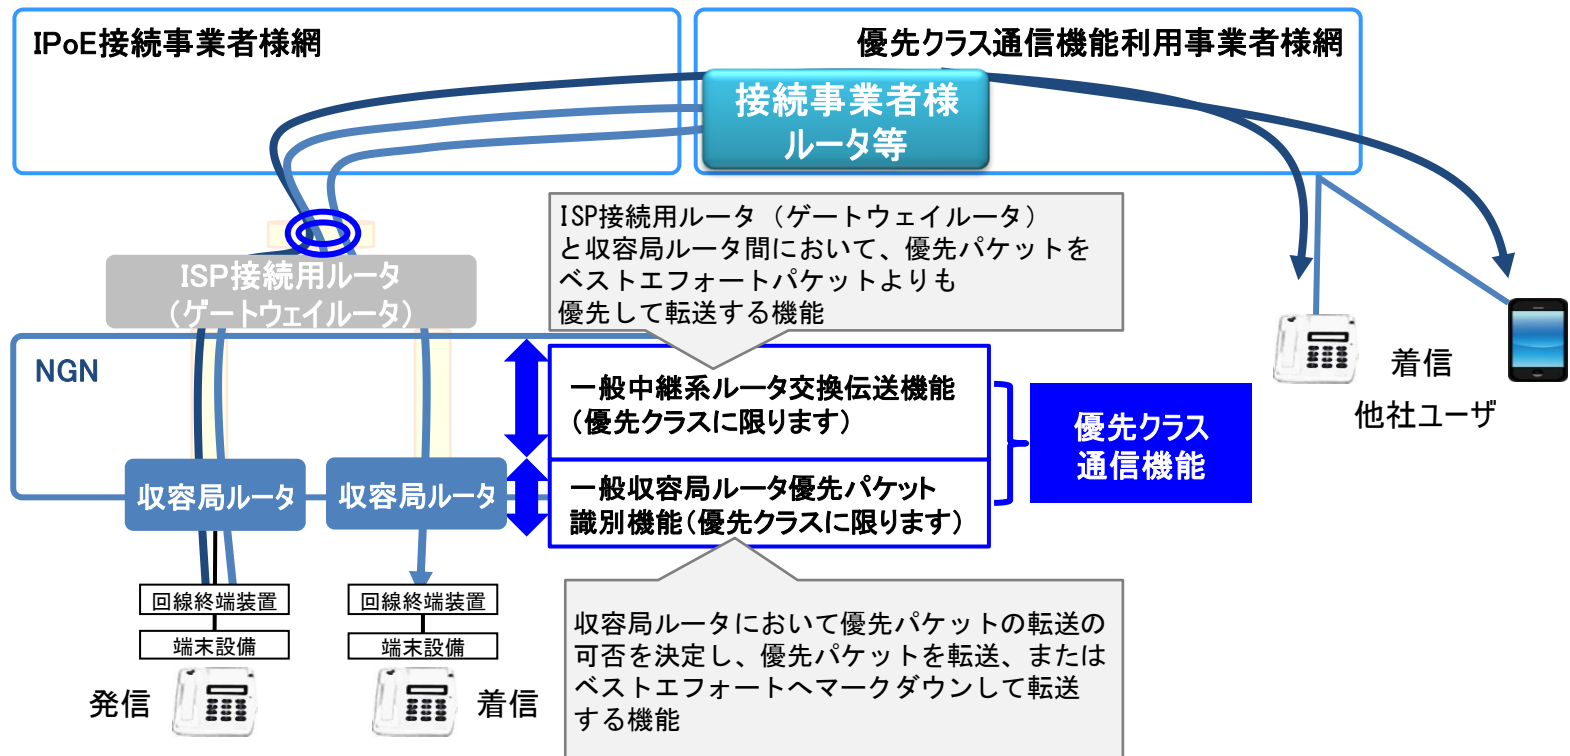 IPoE接続事業者様網
優先クラス通信機能利用事業者様網
接続事業者様
ルータ等
ISP接続用ルータ（ゲートウェイルータ）
と収容局ルータ間において、優先パケットを
ベストエフォートパケットよりも
優先して転送する機能
ISP接続用ルータ
（ゲートウェイルータ）
NGN
一般中継系ルータ交換伝送機能
（優先クラスに限ります）
優先クラス
通信機能
着信
他社ユーザ
収容局ルータ
収容局ルータ
一般収容局ルータ優先パケット
識別機能（優先クラスに限ります）
回線終端装置
回線終端装置
端末設備
端末設備
発信
着信
収容局ルータにおいて優先パケットの転送の
可否を決定し、優先パケットを転送、または
ベストエフォートへマークダウンして転送
する機能